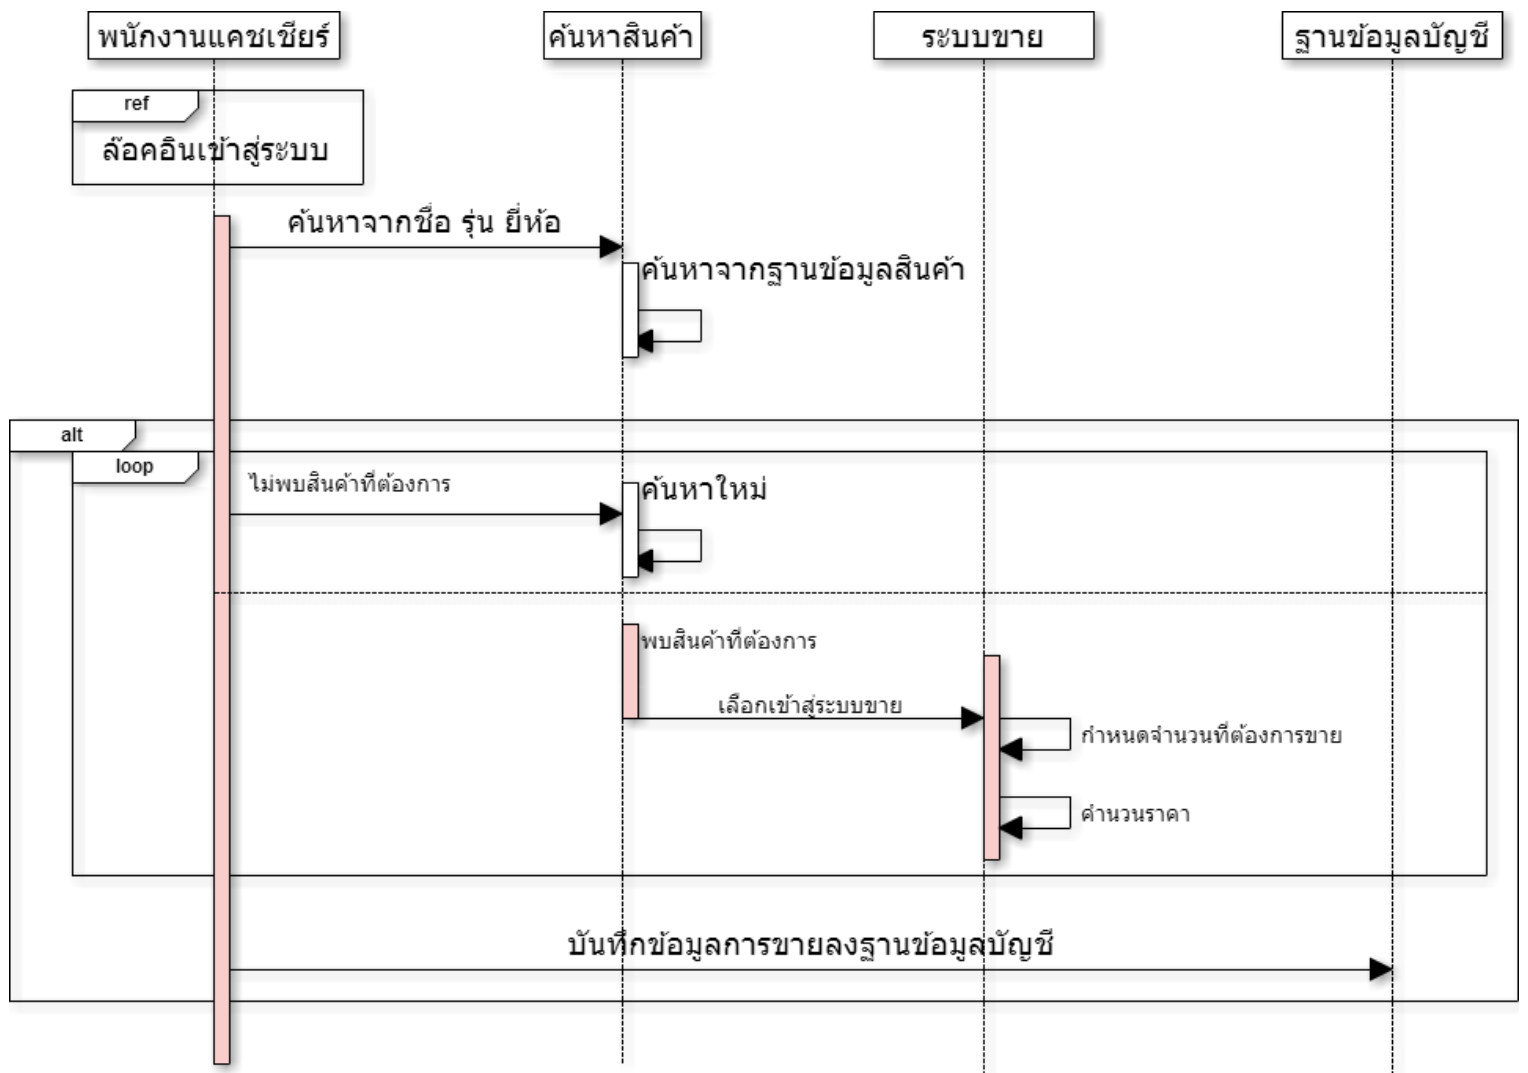 พนักงานแคชเชียร์
ค้นหาสินค้า
ระบบขาย
ฐานข้อมูลบัญชี
ref
ล๊อคอินเข้าสู่ระบบ
ค้นหาจากชื่อ รุ่น ยี่ห้อ
ค้นหาจากฐานข้อมูลสินค้า
alt
loop
ไม่พบสินค้าที่ต้องการ
ค้นหาใหม่
พบสินค้าที่ต้องการ
เลือกเข้าสู่ระบบขาย
กำหนดจำนวนที่ต้องการขาย
คำนวนราคา
บันทึกข้อมูลการขายลงฐานข้อมูลบัญชี